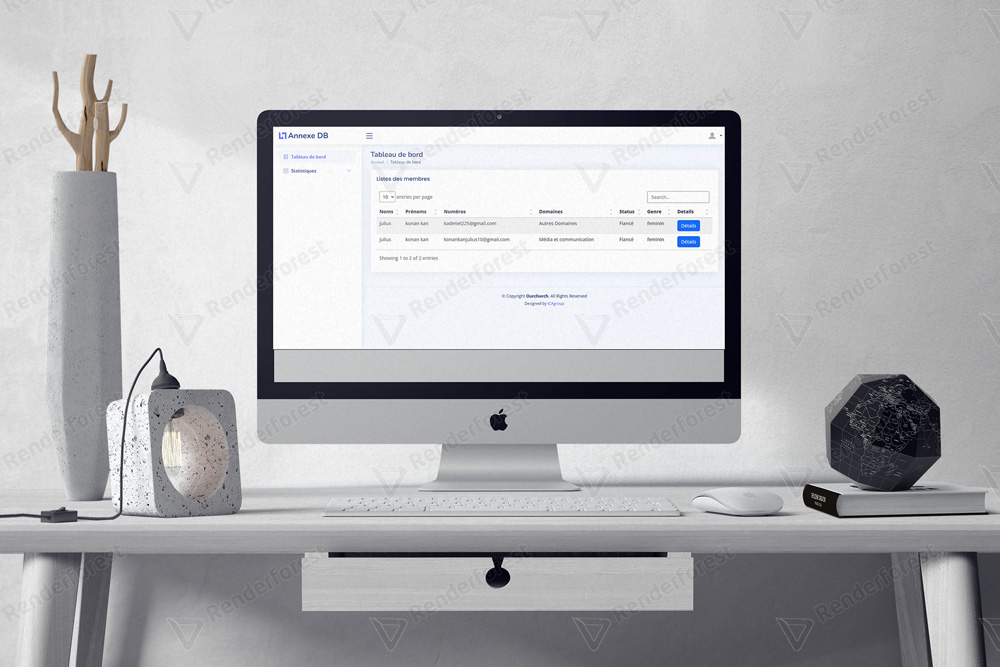 Annexe DB
Tableau de bord
Statistiques
Tableau de bord
Acceuil / Tableau de bord
Listes des membres
10 entries per page
Search...
Noms Prénoms Numéros Domaines Status Genre Details
julius konan kan kadmiel225@gmail.com Autres Domaines Fiancé feminin Détails
julius konan kan konankanjulius10@gmail.com Média et communication Fiancé feminin Détails
Showing 1 to 2 of 2 entries
© Copyright Ourchurch. All Rights Reserved
Designed by ICAgroup
Renderforest